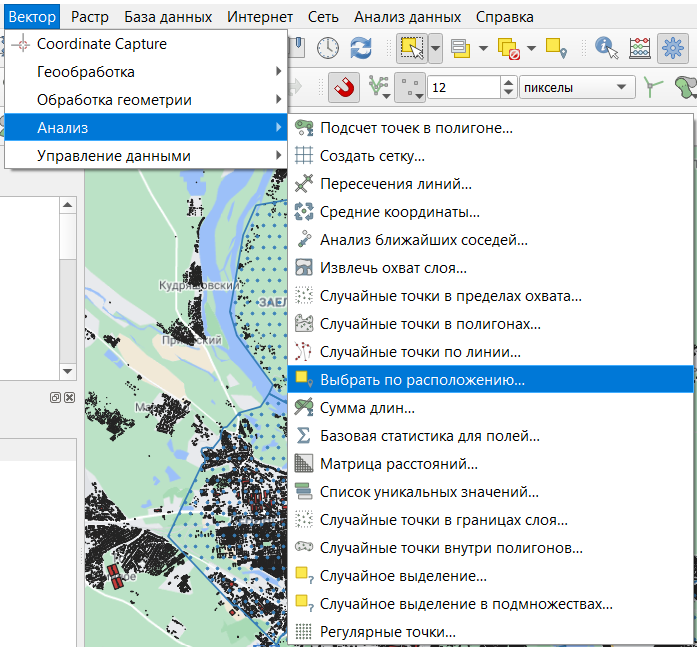 Вектор Растр База данных Интернет Сеть Анализ данных Справка
Coordinate Capture
Геообработка
Обработка геометрии
12 пикселы
Анализ
Управление данными
Подсчет точек в полигоне...
Создать сетку...
Пересечения линий...
Средние координаты...
Анализ ближайших соседей...
Извлечь охват слоя...
Случайные точки в пределах охвата...
Случайные точки в полигонах...
Случайные точки по линии...
Выбрать по расположению...
Сумма длин...
Базовая статистика для полей...
Матрица расстояний...
Список уникальных значений...
Случайные точки в границах слоя...
Случайные точки внутри полигонов...
Случайное выделение...
Случайное выделение в подмножествах...
Регулярные точки...
Кудряшовский
ЗАЕЛ